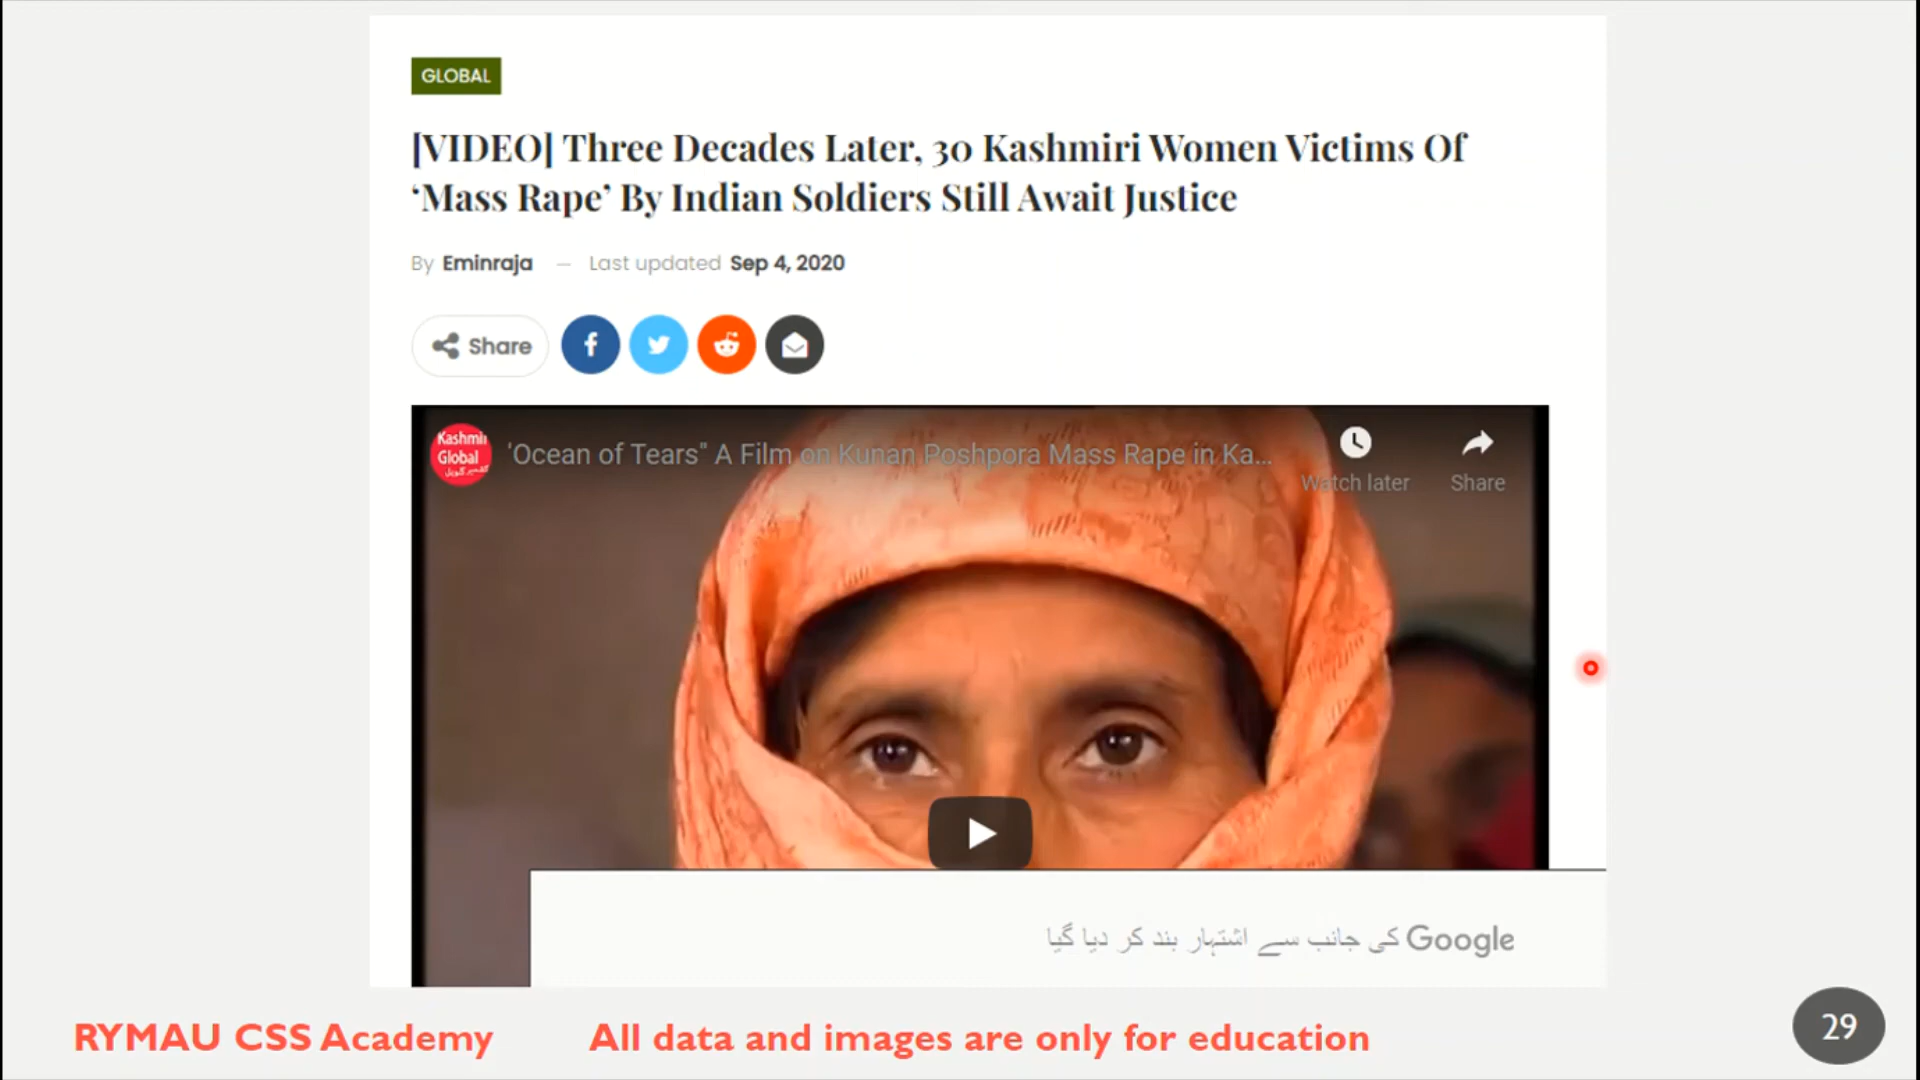 GLOBAL
[VIDEO] Three Decades Later, 30 Kashmiri Women Victims Of
‘Mass Rape’ By Indian Soldiers Still Await Justice
By Eminraja — Last updated Sep 4, 2020
Share
Kashmir
Global
کشمیر گلوبل
'Ocean of Tears" A Film on Kunan Poshpora Mass Rape in Ka...
Watch later
Share
Google کی جانب سے اشتہار بند کر دیا گیا
RYMAU CSS Academy
All data and images are only for education
29